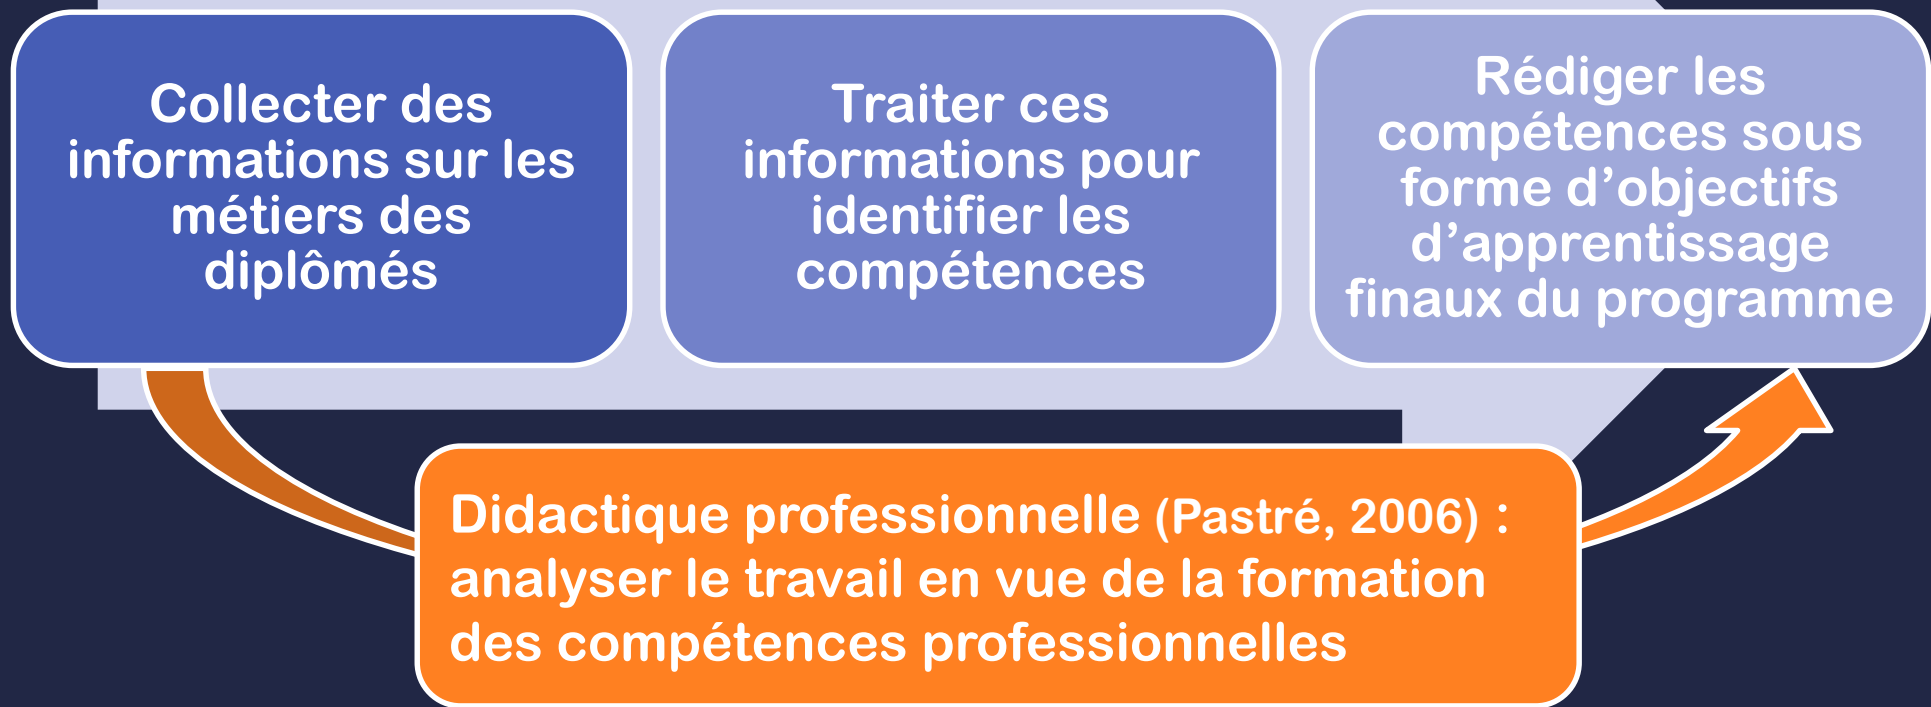 Collecter des
informations sur les
métiers des
diplômés
Traiter ces
informations pour
identifier les
compétences
Rédiger les
compétences sous
forme d’objectifs
d’apprentissage
finaux du programme
Didactique professionnelle (Pastré, 2006) :
analyser le travail en vue de la formation
des compétences professionnelles